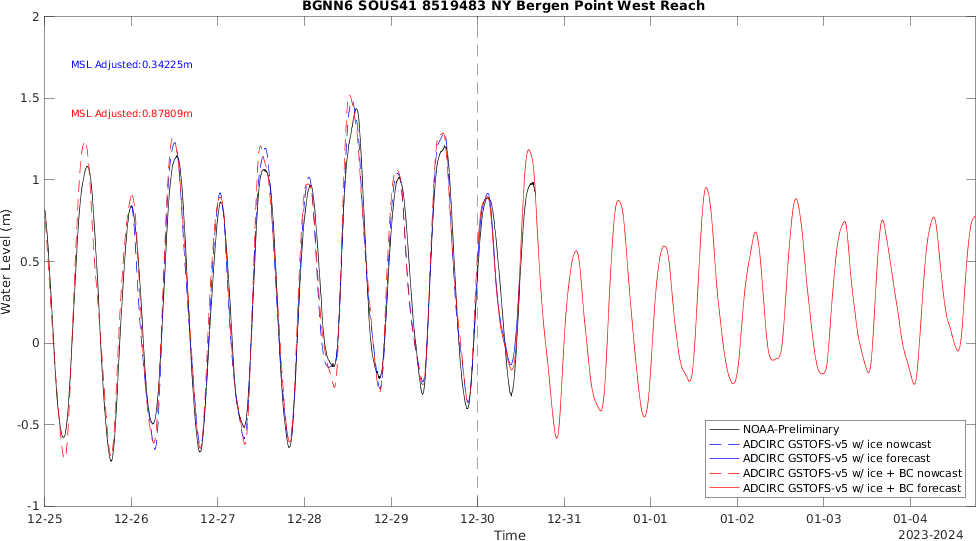 BGNN6 SOUS41 8519483 NY Bergen Point West Reach
2
MSL Adjusted:0.34225m
1.5
MSL Adjusted:0.87809m
1
0.5
0
-0.5
-1
Water Level (m)
NOAA-Preliminary
ADCIRC GSTOFS-v5 w/ ice nowcast
ADCIRC GSTOFS-v5 w/ ice forecast
ADCIRC GSTOFS-v5 w/ ice + BC nowcast
ADCIRC GSTOFS-v5 w/ ice + BC forecast
12-25 12-26 12-27 12-28 12-29 12-30 12-31 01-01 01-02 01-03 01-04
Time
2023-2024